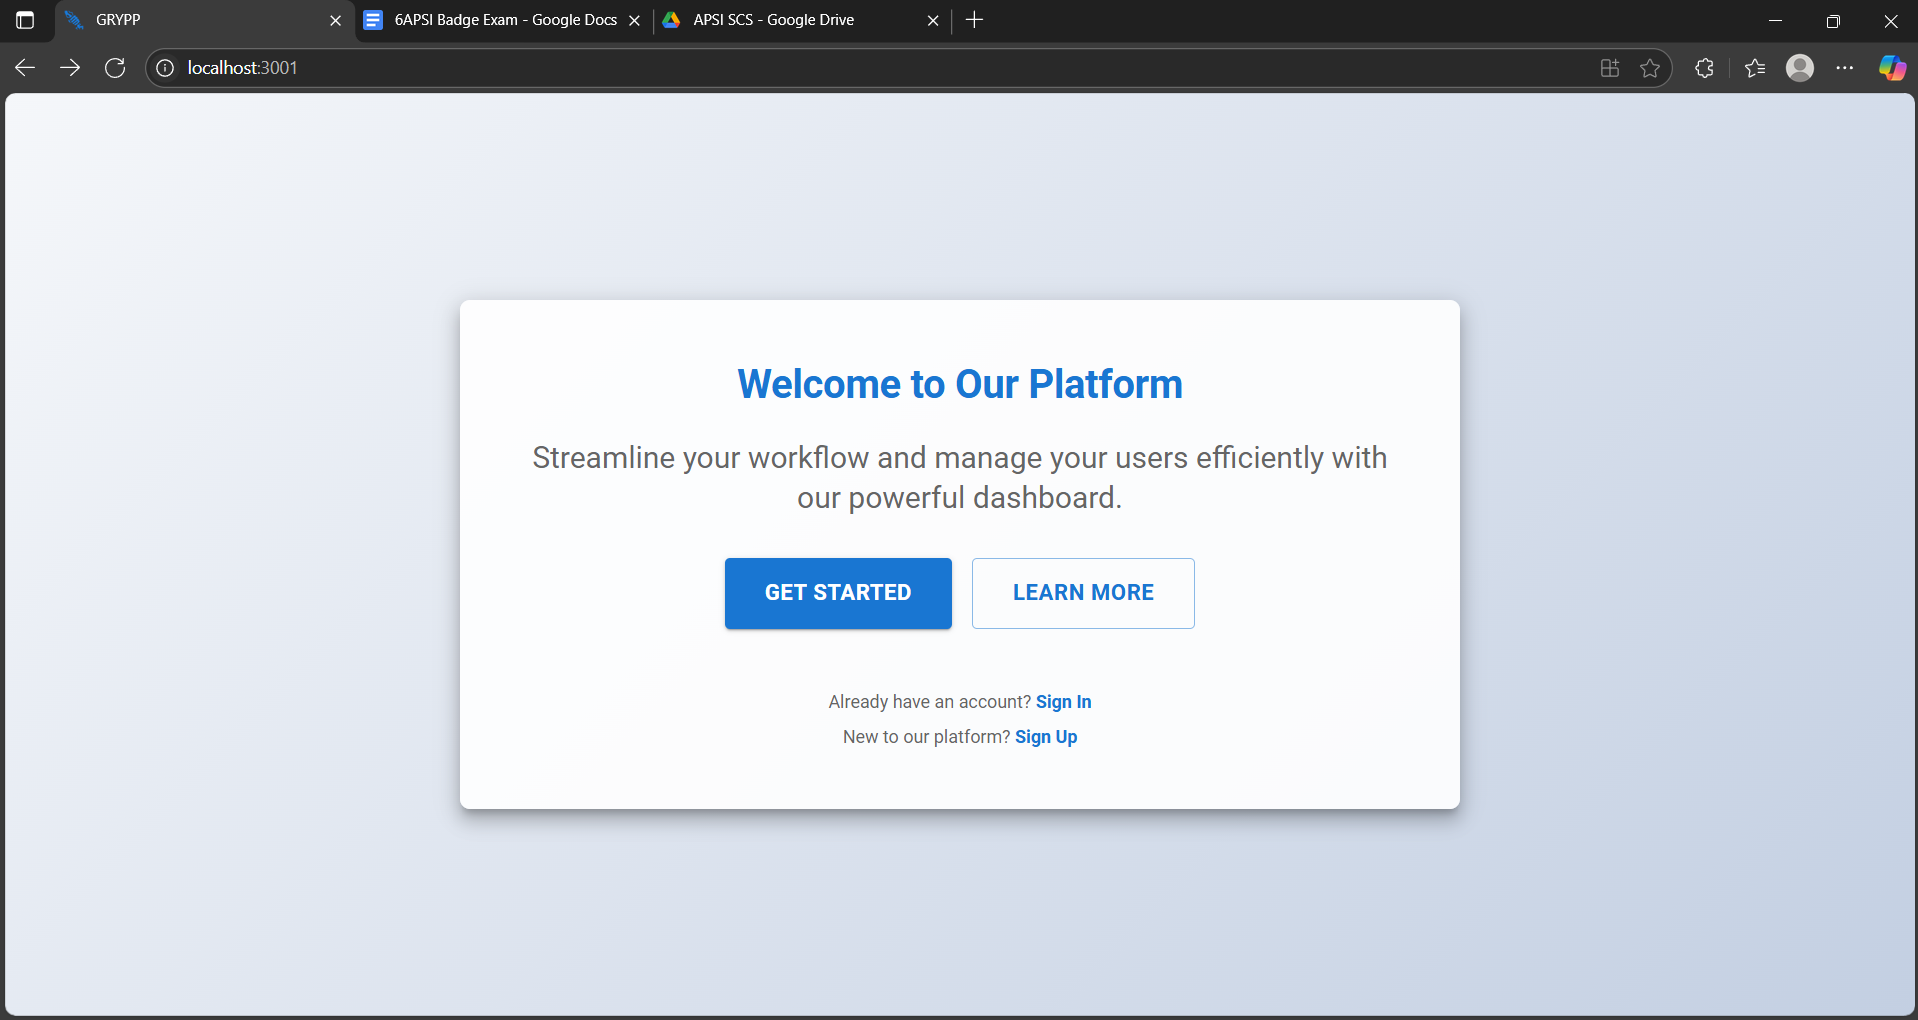 GRYPP
6APSI Badge Exam - Google Docs
APSI SCS - Google Drive
localhost:3001
Welcome to Our Platform
Streamline your workflow and manage your users efficiently with
our powerful dashboard.
GET STARTED
LEARN MORE
Already have an account? Sign In
New to our platform? Sign Up